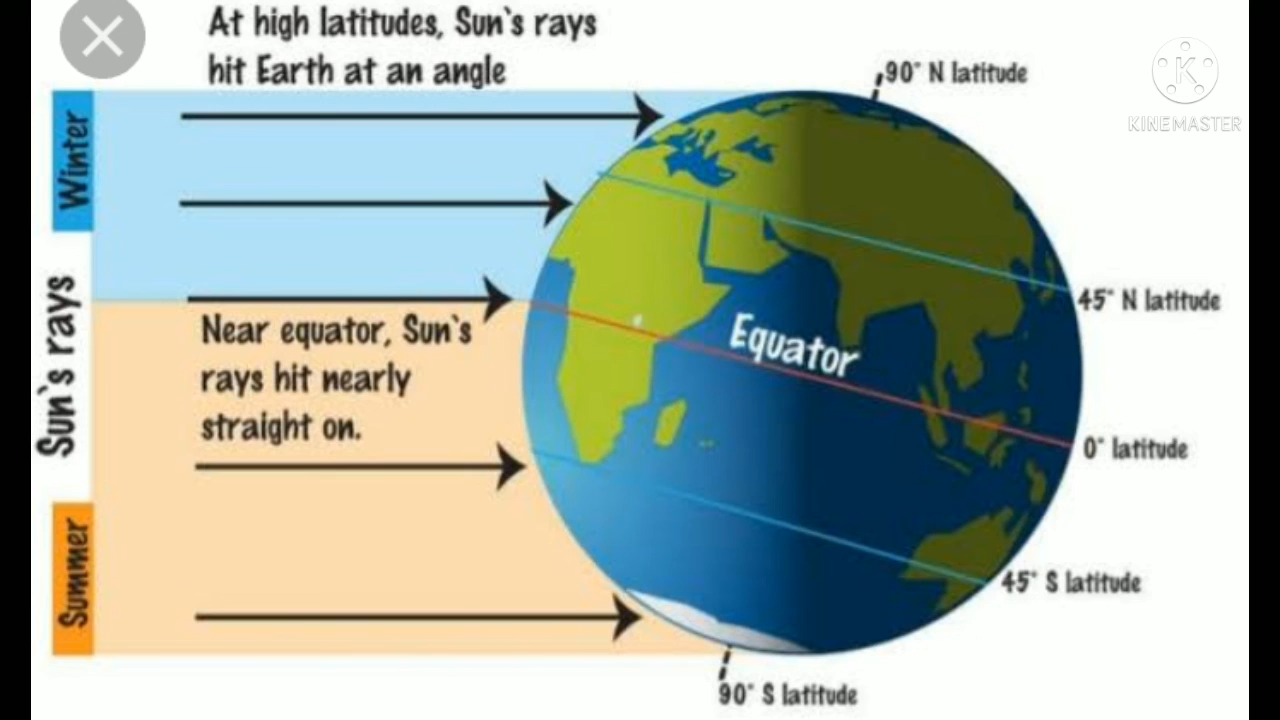 At high latitudes, Sun`s rays
hit Earth at an angle
90° N latitude
KINEMASTER
Winter
Sun`s rays
45° N latitude
Near equator, Sun`s
rays hit nearly
straight on.
Equator
0° latitude
Summer
45° S latitude
90° S latitude